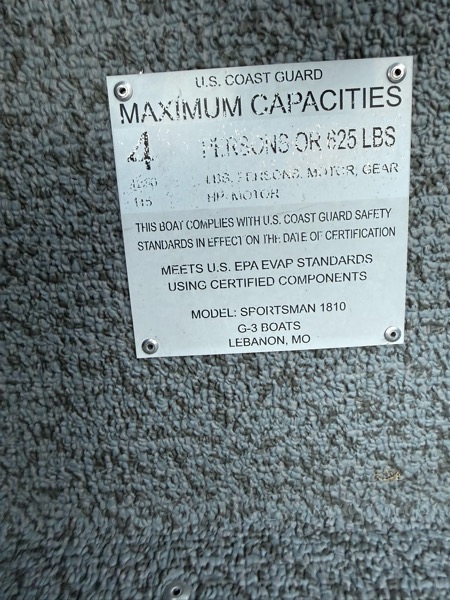 U.S. COAST GUARD
MAXIMUM CAPACITIES
4 PERSONS OR 625 LBS
LBS, PERSONS, MOTOR, GEAR
115 HP, MOTOR
THIS BOAT COMPLIES WITH U.S. COAST GUARD SAFETY
STANDARDS IN EFFECT ON THE DATE OF CERTIFICATION
MEETS U.S. EPA EVAP STANDARDS
USING CERTIFIED COMPONENTS
MODEL: SPORTSMAN 1810
G-3 BOATS
LEBANON, MO